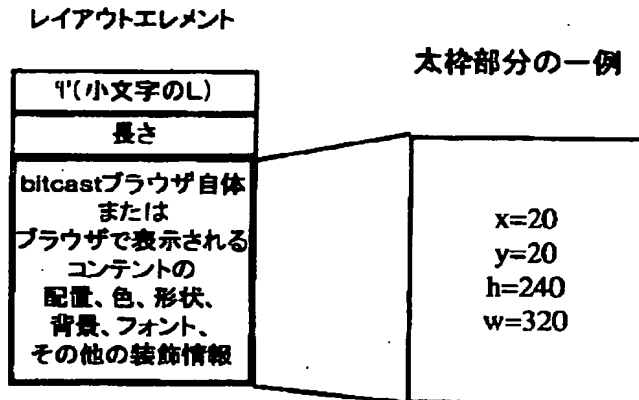 レイアウトエレメント
太枠部分の一例
'l'(小文字のL)
長さ
bitcastブラウザ自体
または
ブラウザで表示される
コンテントの
配置、色、形状、
背景、フォント、
その他の装飾情報
x=20
y=20
h=240
w=320